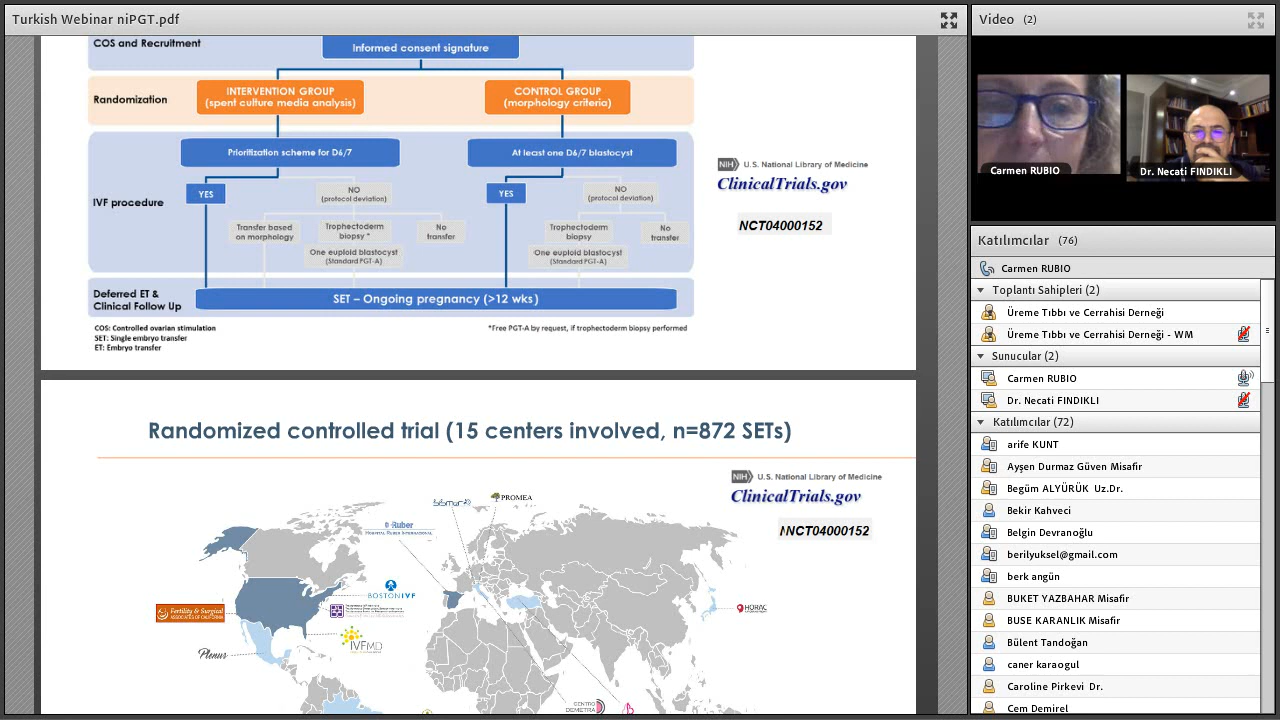 Turkish Webinar niPGT.pdf
COS and Recruitment
Informed consent signature
Randomization
INTERVENTION GROUP
(spent culture media analysis)
CONTROL GROUP
(morphology criteria)
Prioritization scheme for D6/7
At least one D6/7 blastocyst
IVF procedure
YES
NO
(protocol deviation)
YES
NO
(protocol deviation)
Transfer based
on morphology
Trophectoderm
biopsy *
No
transfer
Trophectoderm
biopsy
No
transfer
One euploid blastocyst
(Standard PGT-A)
One euploid blastocyst
(Standard PGT-A)
Deferred ET &
Clinical Follow Up
SET – Ongoing pregnancy (>12 wks)
COS: Controlled ovarian stimulation
SET: Single embryo transfer
ET: Embryo transfer
*Free PGT-A by request, if trophectoderm biopsy performed
NIH U.S. National Library of Medicine
ClinicalTrials.gov
NCT04000152
Randomized controlled trial (15 centers involved, n=872 SETs)
NIH U.S. National Library of Medicine
ClinicalTrials.gov
NNCT04000152
PROMEA
Ruber
HOSPITAL RUBER INTERNACIONAL
BOSTON IVF
Fertility & Surgical
ASSOCIATES OF CALIFORNIA
IVFMD
Plenus
HORAC
CENTRO
DEMETRA
Video (2)
Carmen RUBIO
Dr. Necati FINDIKLI
Katılımcılar (76)
Carmen RUBIO
Toplantı Sahipleri (2)
Üreme Tıbbı ve Cerrahisi Derneği
Üreme Tıbbı ve Cerrahisi Derneği - WM
Sunucular (2)
Carmen RUBIO
Dr. Necati FINDIKLI
Katılımcılar (72)
arife KUNT
Ayşen Durmaz Güven Misafir
Begüm ALYÜRÜK Uz.Dr.
Bekir Kahveci
Belgin Devranoğlu
berilyuksel@gmail.com
berk angün
BUKET YAZBAHAR Misafir
BUSE KARANLIK Misafir
Bülent Tandoğan
caner karaogul
Caroline Pirkevi Dr.
Cem Demirel